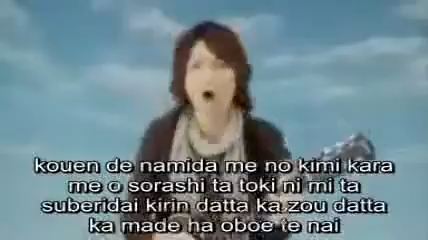 kouen de namida me no kimi kara
me o sorashi ta toki ni mi ta
suberidai kirin datta ka zou datta
ka made ha oboe te nai